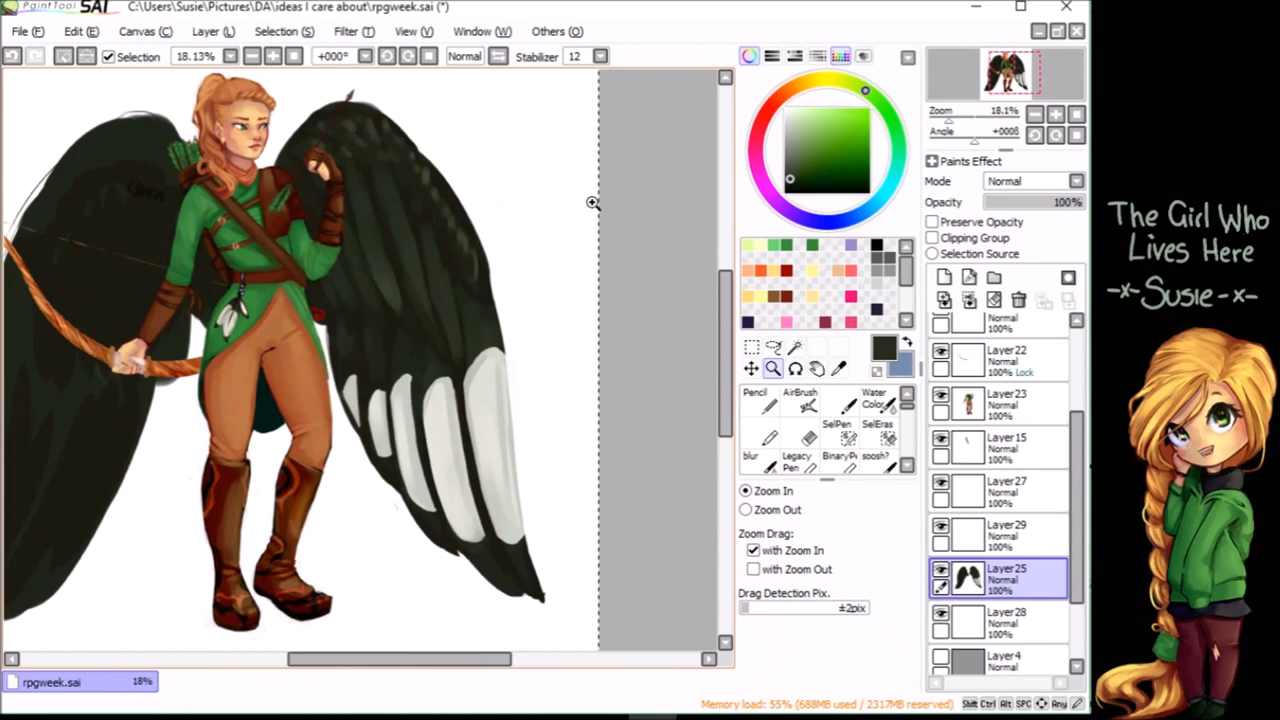 PaintTool SAI C:\Users\Susie\Pictures\DA\ideas I care about\rpgweek.sai (*)
File (F) Edit (E) Canvas (C) Layer (L) Selection (S) Filter (T) View (V) Window (W) Others (O)
Selection 18.13% +000° Normal Stabilizer 12
Zoom 18.1%
Angle +000ß
Paints Effect
Mode Normal
Opacity 100%
Preserve Opacity
Clipping Group
Selection Source
Normal
100%
Layer22
Normal
100% Lock
Layer23
Normal
100%
Layer15
Normal
100%
Layer27
Normal
100%
Layer29
Normal
100%
Layer25
Normal
100%
Layer28
Normal
100%
Layer4
Normal
Pencil AirBrush Water
Color
SelPen SelEras
blur Legacy
Pen BinaryPe soosh?
Zoom In
Zoom Out
Zoom Drag:
with Zoom In
with Zoom Out
Drag Detection Pix.
±2pix
rpgweek.sai 18%
Memory load: 55% (688MB used / 2317MB reserved) Shift Ctrl Alt SPC Any
The Girl Who
Lives Here
-x-Susie-x-